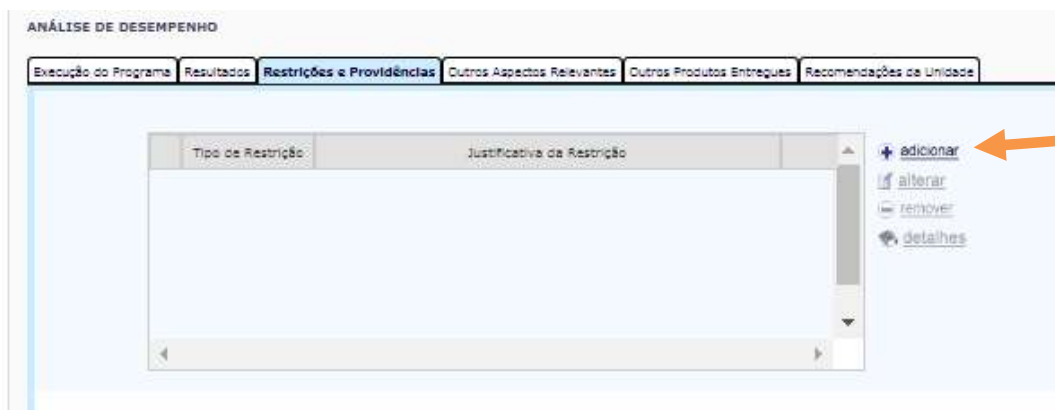 ANÁLISE DE DESEMPENHO
Execução do Programa Resultados Restrições e Providências Outros Aspectos Relevantes Outros Produtos Entregues Recomendações da Unidade
Tipo de Restrição Justificativa da Restrição
adicionar
alterar
remover
detalhes